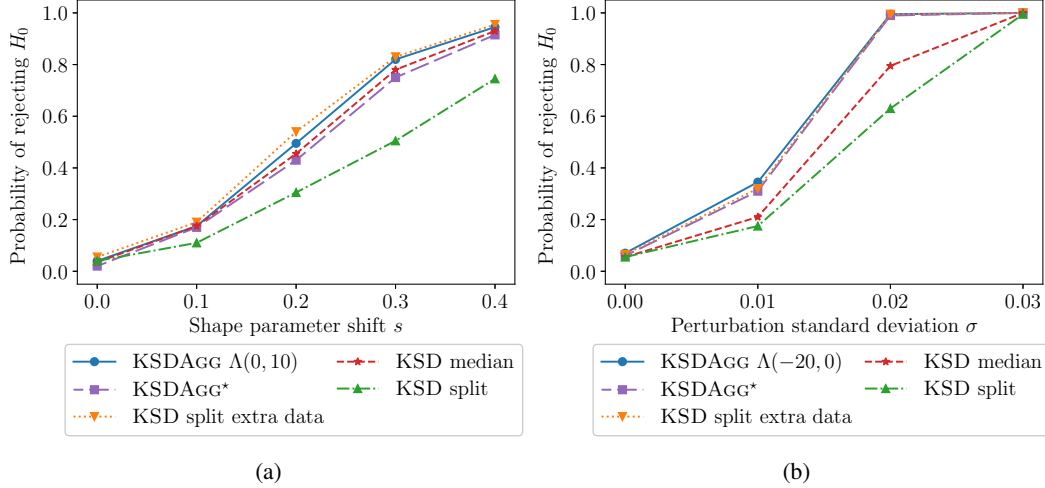 Probability of rejecting H₀
1.0
0.8
0.6
0.4
0.2
0.0
0.0 0.1 0.2 0.3 0.4
Shape parameter shift s
KSDAGG Λ(0, 10)
KSDAGG⋆
KSD split extra data
KSD median
KSD split
(a)
Probability of rejecting H₀
1.0
0.8
0.6
0.4
0.2
0.0
0.00 0.01 0.02 0.03
Perturbation standard deviation σ
KSDAGG Λ(−20, 0)
KSDAGG⋆
KSD split extra data
KSD median
KSD split
(b)